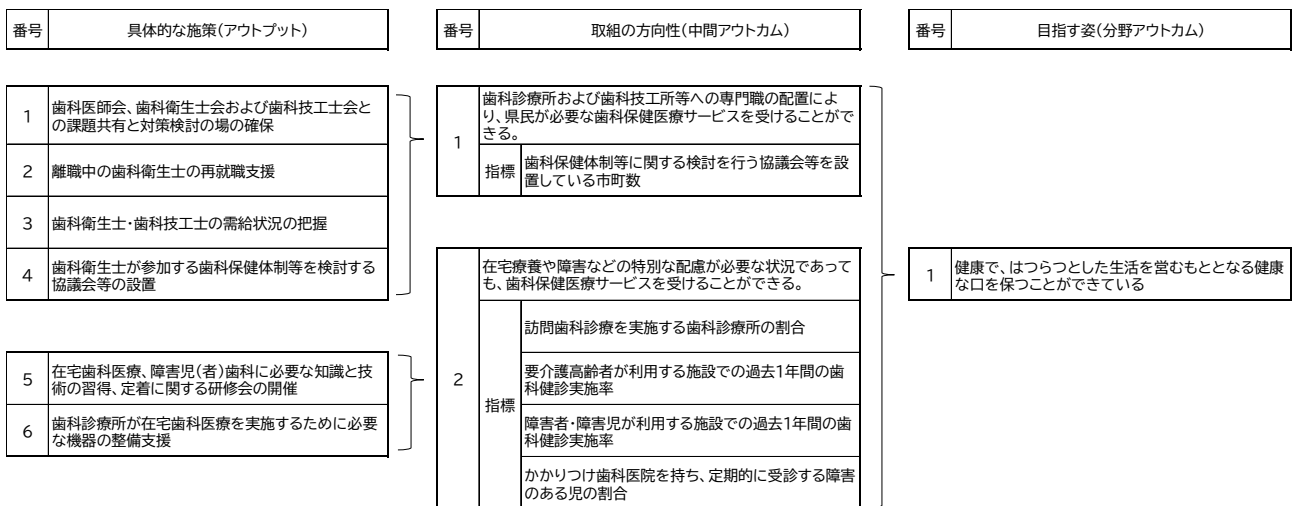 番号 具体的な施策(アウトプット)
1 歯科医師会、歯科衛生士会および歯科技工士会と
の課題共有と対策検討の場の確保
2 離職中の歯科衛生士の再就職支援
3 歯科衛生士・歯科技工士の需給状況の把握
4 歯科衛生士が参加する歯科保健体制等を検討する
協議会等の設置
5 在宅歯科医療、障害児(者)歯科に必要な知識と技
術の習得、定着に関する研修会の開催
6 歯科診療所が在宅歯科医療を実施するために必要
な機器の整備支援
番号 取組の方向性(中間アウトカム)
1 歯科診療所および歯科技工所等への専門職の配置によ
り、県民が必要な歯科保健医療サービスを受けることがで
きる。
指標 歯科保健体制等に関する検討を行う協議会等を設
置している市町数
2 在宅療養や障害などの特別な配慮が必要な状況であって
も、歯科保健医療サービスを受けることができる。
指標
訪問歯科診療を実施する歯科診療所の割合
要介護高齢者が利用する施設での過去1年間の歯
科健診実施率
障害者・障害児が利用する施設での過去1年間の歯
科健診実施率
かかりつけ歯科医院を持ち、定期的に受診する障害
のある児の割合
番号 目指す姿(分野アウトカム)
1 健康で、はつらつとした生活を営むもととなる健康
な口を保つことができている